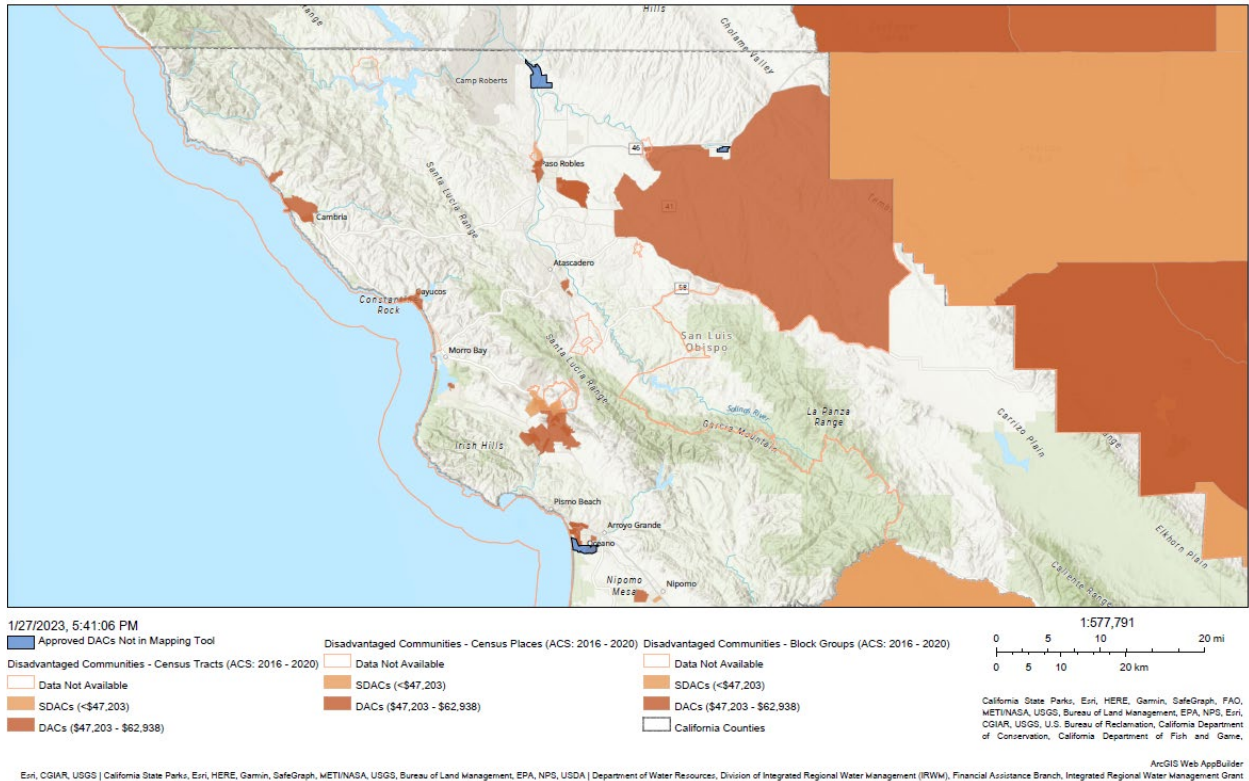 Hills
Range
Cholame Valley
Camp Roberts
46
Paso Robles
Santa Lucia Range
41
Cambria
Atascadero
58
Cayucos
Rock
San Luis
Obispo
Morro Bay
Santa Lucia Range
Salinas River
La Panza
Range
Garcia Mountain
Carrizo Plain
Irish Hills
Pismo Beach
Arroyo Grande
Oceano
Elkhorn Plain
Nipomo
Mesa
Nipomo
Caliente Range
1/27/2023, 5:41:06 PM
Approved DACs Not in Mapping Tool
Disadvantaged Communities - Census Tracts (ACS: 2016 - 2020)
Data Not Available
SDACs (<$47,203)
DACs ($47,203 - $62,938)
Disadvantaged Communities - Census Places (ACS: 2016 - 2020)
Data Not Available
SDACs (<$47,203)
DACs ($47,203 - $62,938)
Disadvantaged Communities - Block Groups (ACS: 2016 - 2020)
Data Not Available
SDACs (<$47,203)
DACs ($47,203 - $62,938)
California Counties
1:577,791
0 5 10 20 mi
0 5 10 20 km
California State Parks, Esri, HERE, Garmin, SafeGraph, FAO,
METI/NASA, USGS, Bureau of Land Management, EPA, NPS, Esri,
CGIAR, USGS, U.S. Bureau of Reclamation, California Department
of Conservation, California Department of Fish and Game,
ArcGIS Web AppBuilder
Esri, CGIAR, USGS | California State Parks, Esri, HERE, Garmin, SafeGraph, METI/NASA, USGS, Bureau of Land Management, EPA, NPS, USDA | Department of Water Resources, Division of Integrated Regional Water Management (IRWM), Financial Assistance Branch, Integrated Regional Water Management Grant